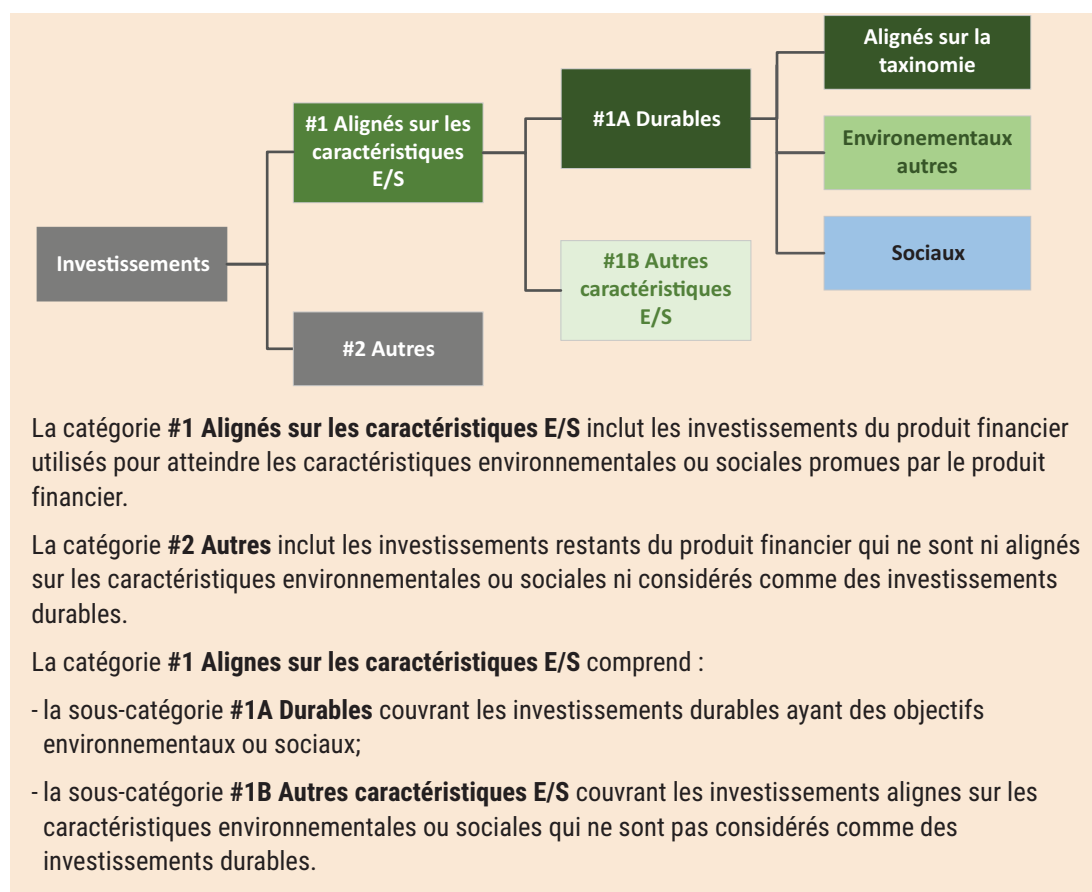 Alignés sur la
taxinomie
#1 Alignés sur les
caractéristiques
E/S
#1A Durables
Environementaux
autres
Investissements
#1B Autres
caractéristiques
E/S
Sociaux
#2 Autres
La catégorie #1 Alignés sur les caractéristiques E/S inclut les investissements du produit financier
utilisés pour atteindre les caractéristiques environnementales ou sociales promues par le produit
financier.
La catégorie #2 Autres inclut les investissements restants du produit financier qui ne sont ni alignés
sur les caractéristiques environnementales ou sociales ni considérés comme des investissements
durables.
La catégorie #1 Alignes sur les caractéristiques E/S comprend :
- la sous-catégorie #1A Durables couvrant les investissements durables ayant des objectifs
environnementaux ou sociaux;
- la sous-catégorie #1B Autres caractéristiques E/S couvrant les investissements alignes sur les
caractéristiques environnementales ou sociales qui ne sont pas considérés comme des
investissements durables.